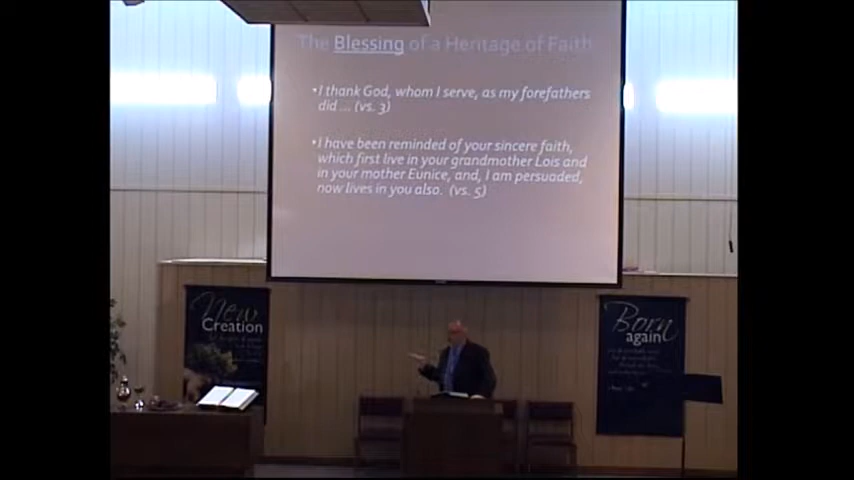 The Blessing of a Heritage of Faith
•I thank God, whom I serve, as my forefathers
did ... (vs. 3)
•I have been reminded of your sincere faith,
which first lived in your grandmother Lois and
in your mother Eunice, and, I am persuaded,
now lives in you also. (vs. 5)
New
Creation
Born
again